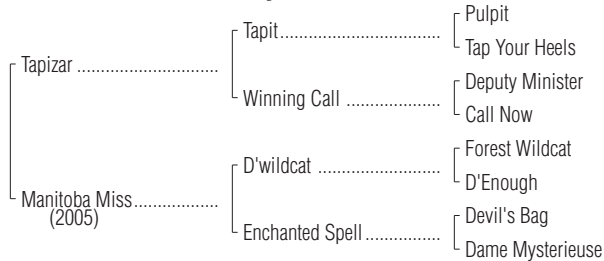 Pulpit
Tapit
Tap Your Heels
Tapizar
Deputy Minister
Winning Call
Call Now
Forest Wildcat
D'wildcat
D'Enough
Manitoba Miss
(2005)
Devil's Bag
Enchanted Spell
Dame Mysterieuse